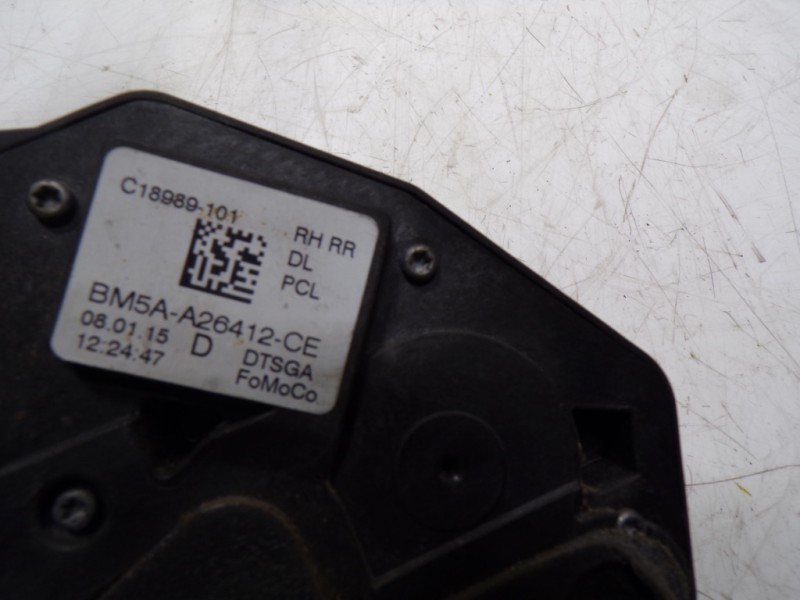 C18989-101
RH RR
DL
PCL
BM5A-A26412-CE
08.01.15 D DTSGA
12:24:47 FoMoCo